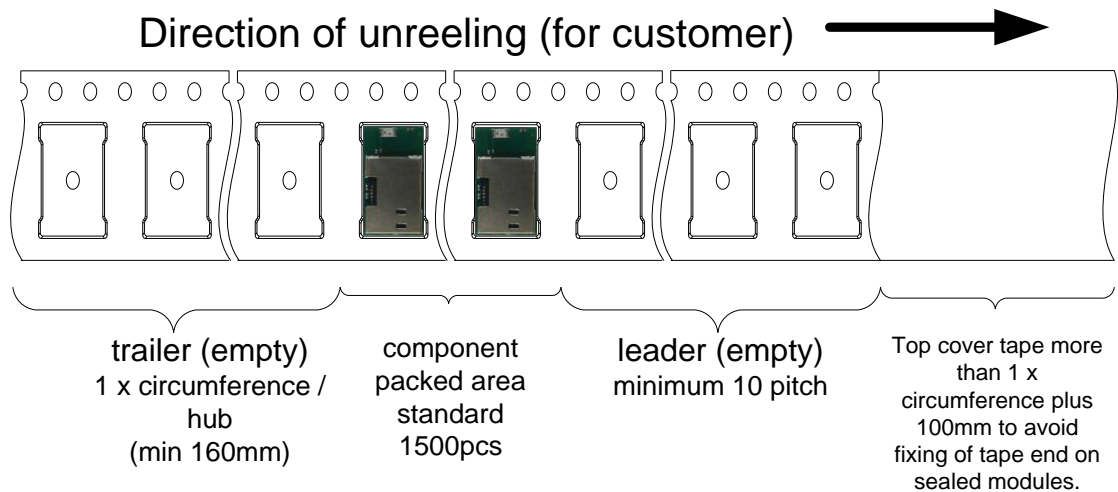 Direction of unreeling (for customer)
trailer (empty)
1 x circumference /
hub
(min 160mm)
component
packed area
standard
1500pcs
leader (empty)
minimum 10 pitch
Top cover tape more
than 1 x
circumference plus
100mm to avoid
fixing of tape end on
sealed modules.